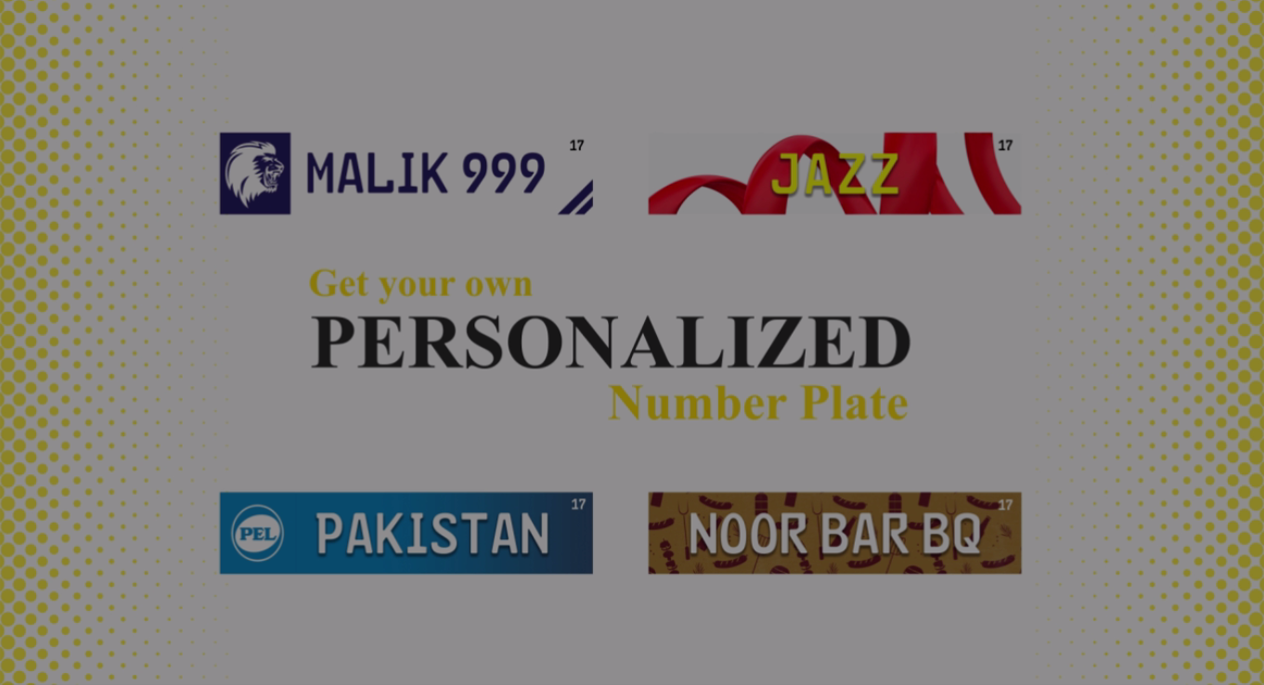 MALIK 999
17
JAZZ
17
Get your own
PERSONALIZED
Number Plate
PEL
PAKISTAN
17
NOOR BAR BQ
17